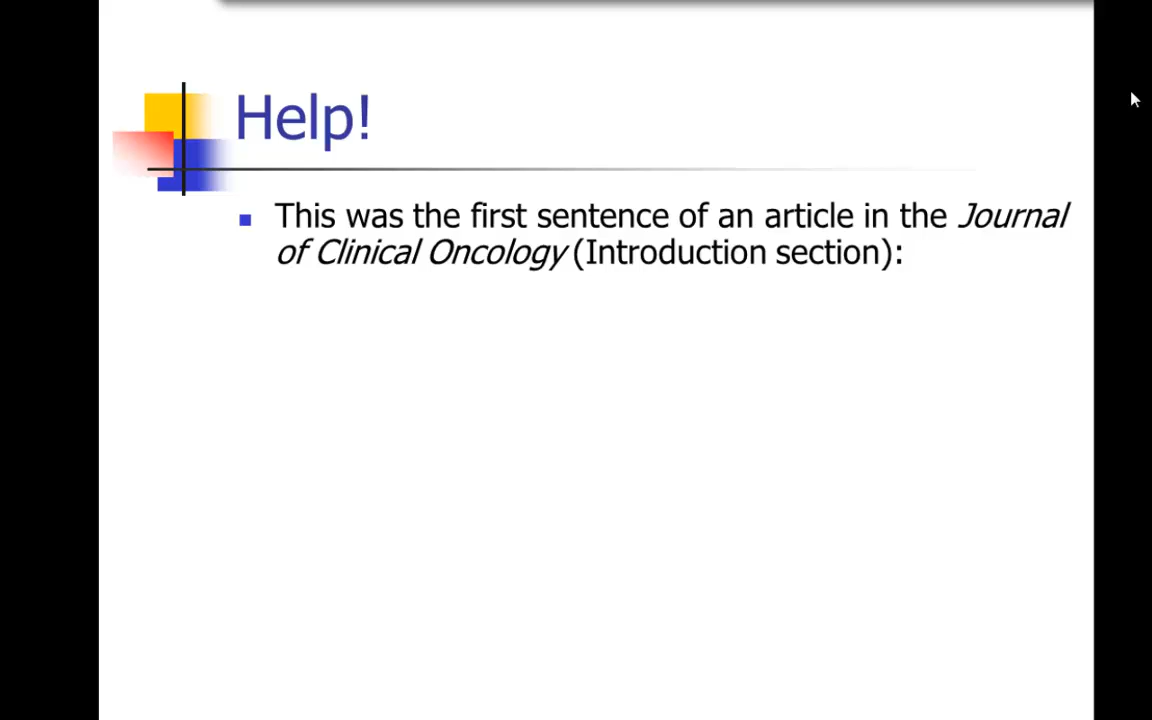 Help!
This was the first sentence of an article in the Journal
of Clinical Oncology (Introduction section):